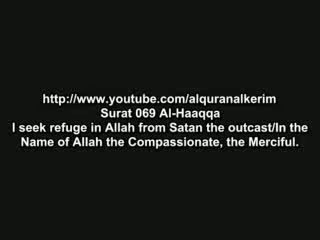 http://www.youtube.com/alquranalkerim
Surat 069 Al-Haaqqa
I seek refuge in Allah from Satan the outcast/In the
Name of Allah the Compassionate, the Merciful.